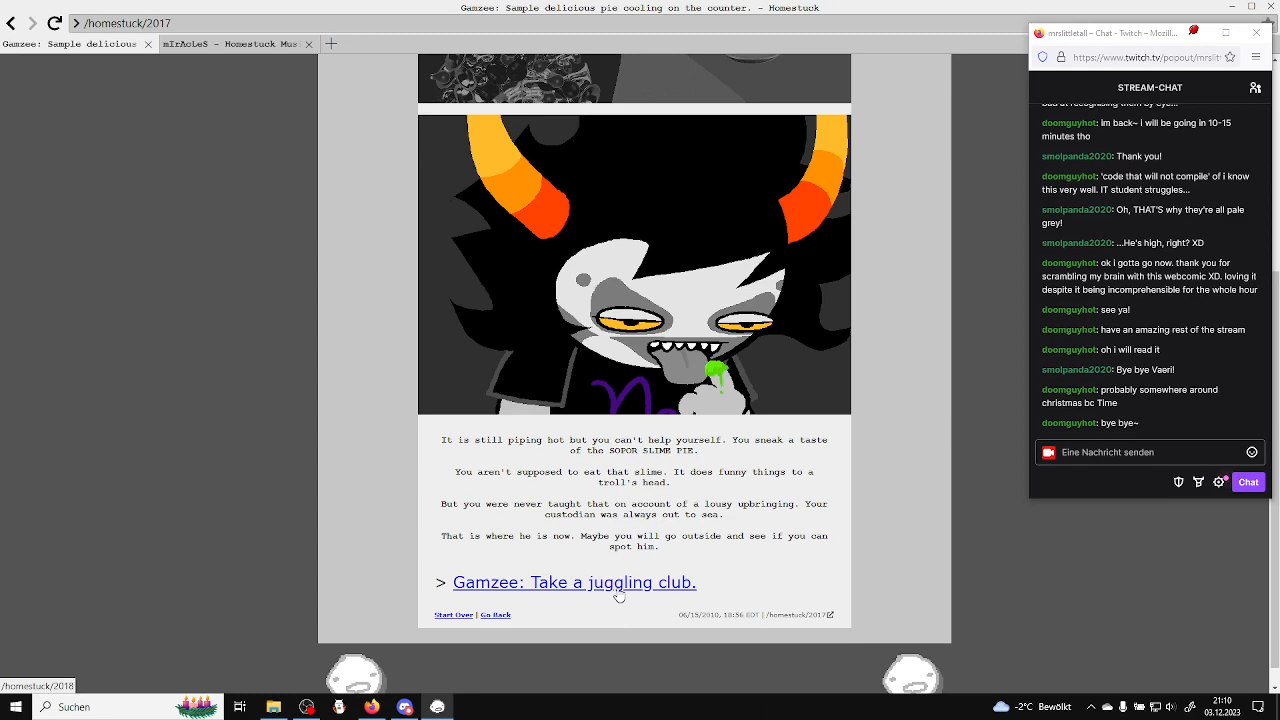 Gamzee: Sample delicious pie cooling on the counter. - Homestuck
> /homestuck/2017
Gamzee: Sample delicious
mIrAcLeS - Homestuck Mus
mrslittletall – Chat - Twitch – Mozill...
https://www.twitch.tv/popout/mrslitt
STREAM-CHAT
doomguyhot: im back~ i will be going in 10-15
minutes tho
smolpanda2020: Thank you!
doomguyhot: 'code that will not compile' of i know
this very well. IT student struggles...
smolpanda2020: Oh, THAT'S why they're all pale
grey!
smolpanda2020: ...He's high, right? XD
doomguyhot: ok i gotta go now. thank you for
scrambling my brain with this webcomic XD. loving it
despite it being incomprehensible for the whole hour
doomguyhot: see ya!
doomguyhot: have an amazing rest of the stream
doomguyhot: oh i will read it
smolpanda2020: Bye bye Vaeri!
doomguyhot: probably somewhere around
christmas bc Time
doomguyhot: bye bye~
Eine Nachricht senden
Chat
It is still piping hot but you can't help yourself. You sneak a taste
of the SOPOR SLIME PIE.
You aren't supposed to eat that slime. It does funny things to a
troll's head.
But you were never taught that on account of a lousy upbringing. Your
custodian was always out to sea.
That is where he is now. Maybe you will go outside and see if you can
spot him.
> Gamzee: Take a juggling club.
Start Over | Go Back
06/15/2010, 18:56 EDT | /homestuck/2017
/homestuck/2018
Suchen
-2°C Bewölkt
21:10
03.12.2023